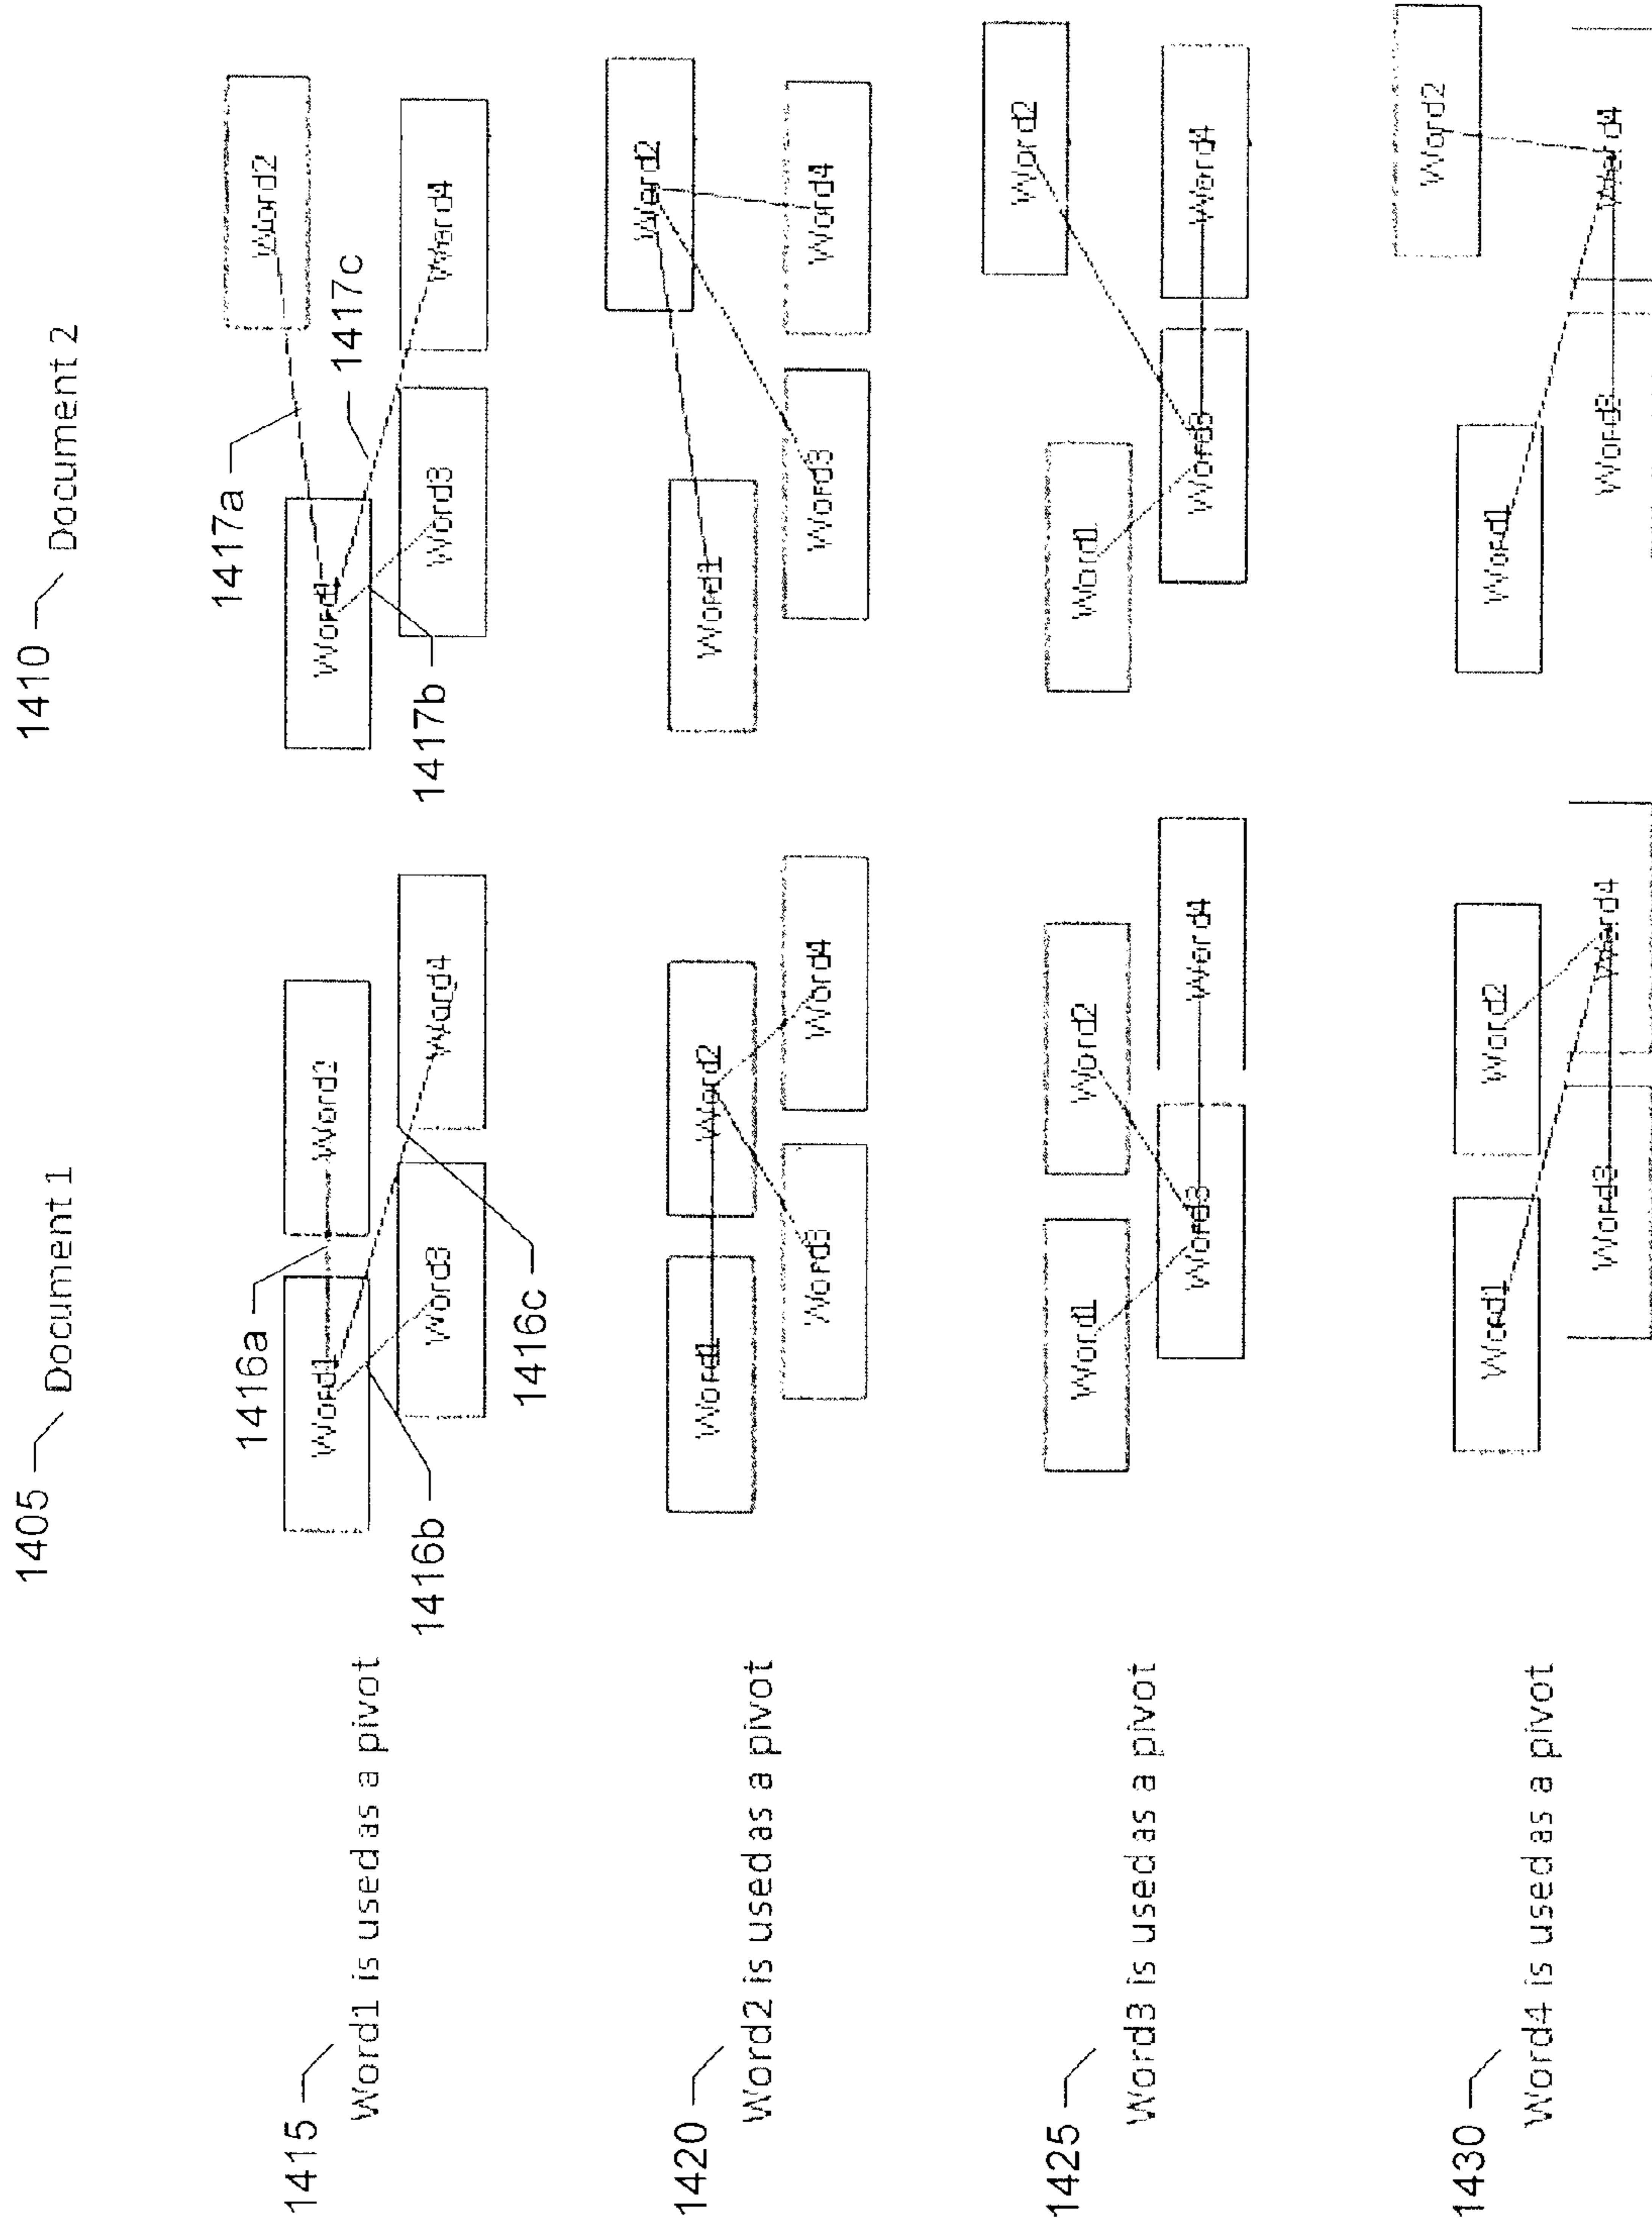 1405 Document 1
1410 Document 2
1415
Word1 is used as a pivot
1416a
Word1 Word2
Word3 Word4
1416b
1416c
1417a
Word2
Word1
1417c
Word3 Word4
1417b
1420
Word2 is used as a pivot
Word1 Word2
Word3 Word4
Word2
Word1
Word3 Word4
1425
Word3 is used as a pivot
Word1 Word2
Word3 Word4
Word2
Word1
Word3 Word4
1430
Word4 is used as a pivot
Word1 Word2
Word3 Word4
Word2
Word1
Word3 Word4